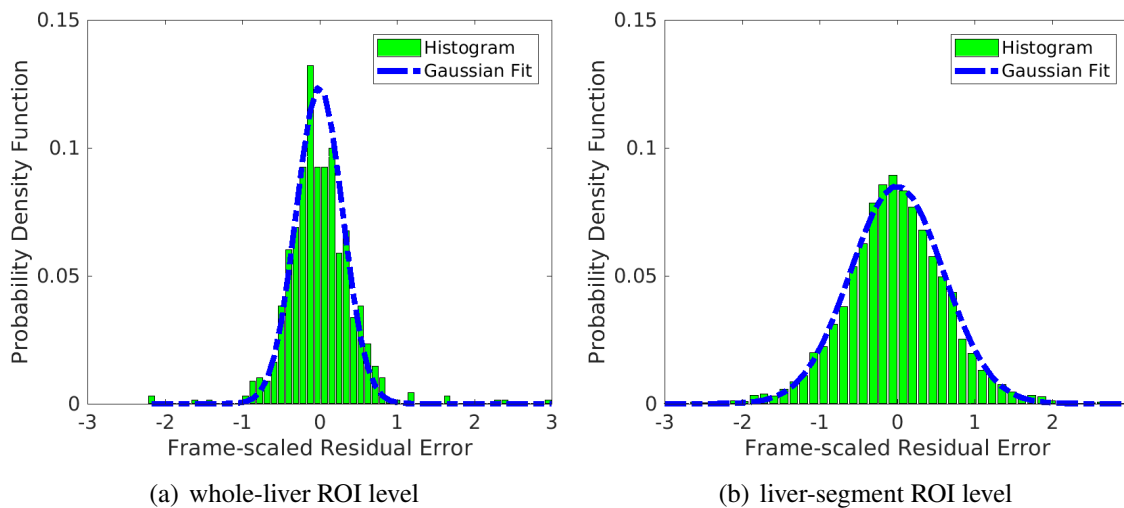 0.15
0.1
0.05
0
Probability Density Function
Histogram
Gaussian Fit
-3 -2 -1 0 1 2 3
Frame-scaled Residual Error
(a) whole-liver ROI level
0.15
0.1
0.05
0
Probability Density Function
Histogram
Gaussian Fit
-3 -2 -1 0 1 2
Frame-scaled Residual Error
(b) liver-segment ROI level